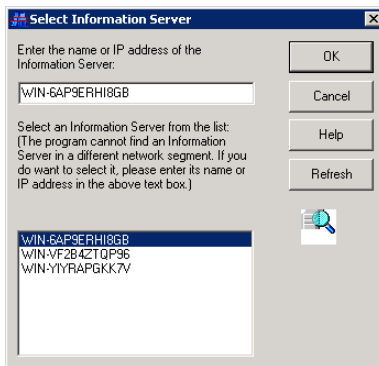 Select Information Server
Enter the name or IP address of the
Information Server:
WIN-6AP9ERHI8GB
Select an Information Server from the list:
(The program cannot find an Information
Server in a different network segment. If you
do want to select it, please enter its name or
IP address in the above text box.)
WIN-6AP9ERHI8GB
WIN-VF2B4ZTQP96
WIN-YIYRAPGKK7V
OK
Cancel
Help
Refresh